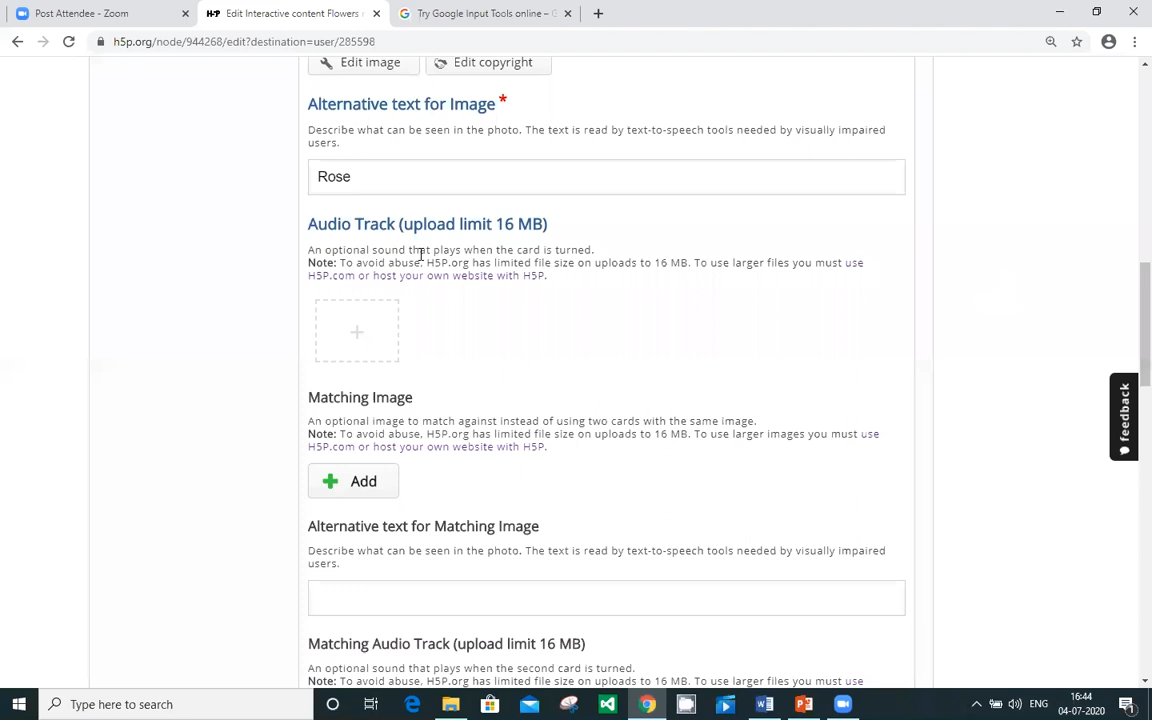 Post Attendee - Zoom
H-P Edit Interactive content Flowers
Try Google Input Tools online – G
h5p.org/node/944268/edit?destination=user/285598
Edit image
Edit copyright
Alternative text for Image *
Describe what can be seen in the photo. The text is read by text-to-speech tools needed by visually impaired
users.
Rose
Audio Track (upload limit 16 MB)
An optional sound that plays when the card is turned.
Note: To avoid abuse, H5P.org has limited file size on uploads to 16 MB. To use larger files you must use
H5P.com or host your own website with H5P.
Matching Image
An optional image to match against instead of using two cards with the same image.
Note: To avoid abuse, H5P.org has limited file size on uploads to 16 MB. To use larger images you must use
H5P.com or host your own website with H5P.
Add
Alternative text for Matching Image
Describe what can be seen in the photo. The text is read by text-to-speech tools needed by visually impaired
users.
Matching Audio Track (upload limit 16 MB)
An optional sound that plays when the second card is turned.
Note: To avoid abuse, H5P.org has limited file size on uploads to 16 MB. To use larger files you must use
feedback
Type here to search
ENG
16:44
04-07-2020